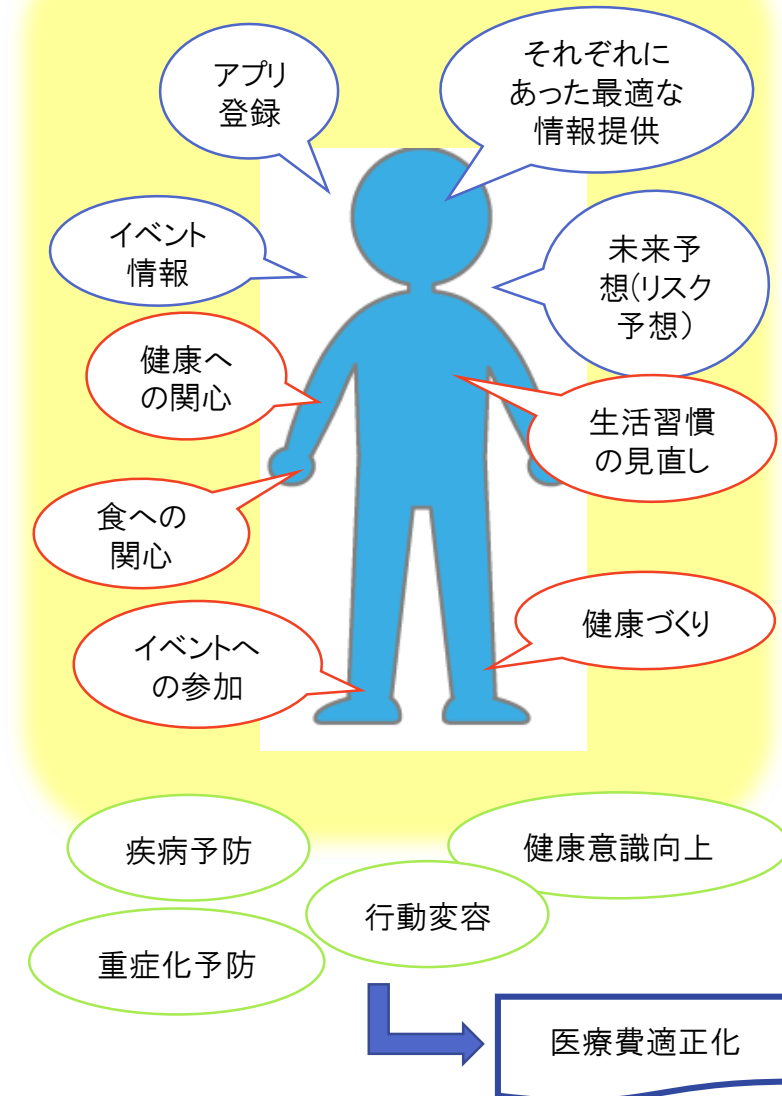 アプリ
登録
それぞれに
あった最適な
情報提供
イベント
情報
未来予
想(リスク
予想）
健康へ
の関心
生活習慣
の見直し
食への
関心
健康づくり
イベントへ
の参加
疾病予防
健康意識向上
行動変容
重症化予防
医療費適正化